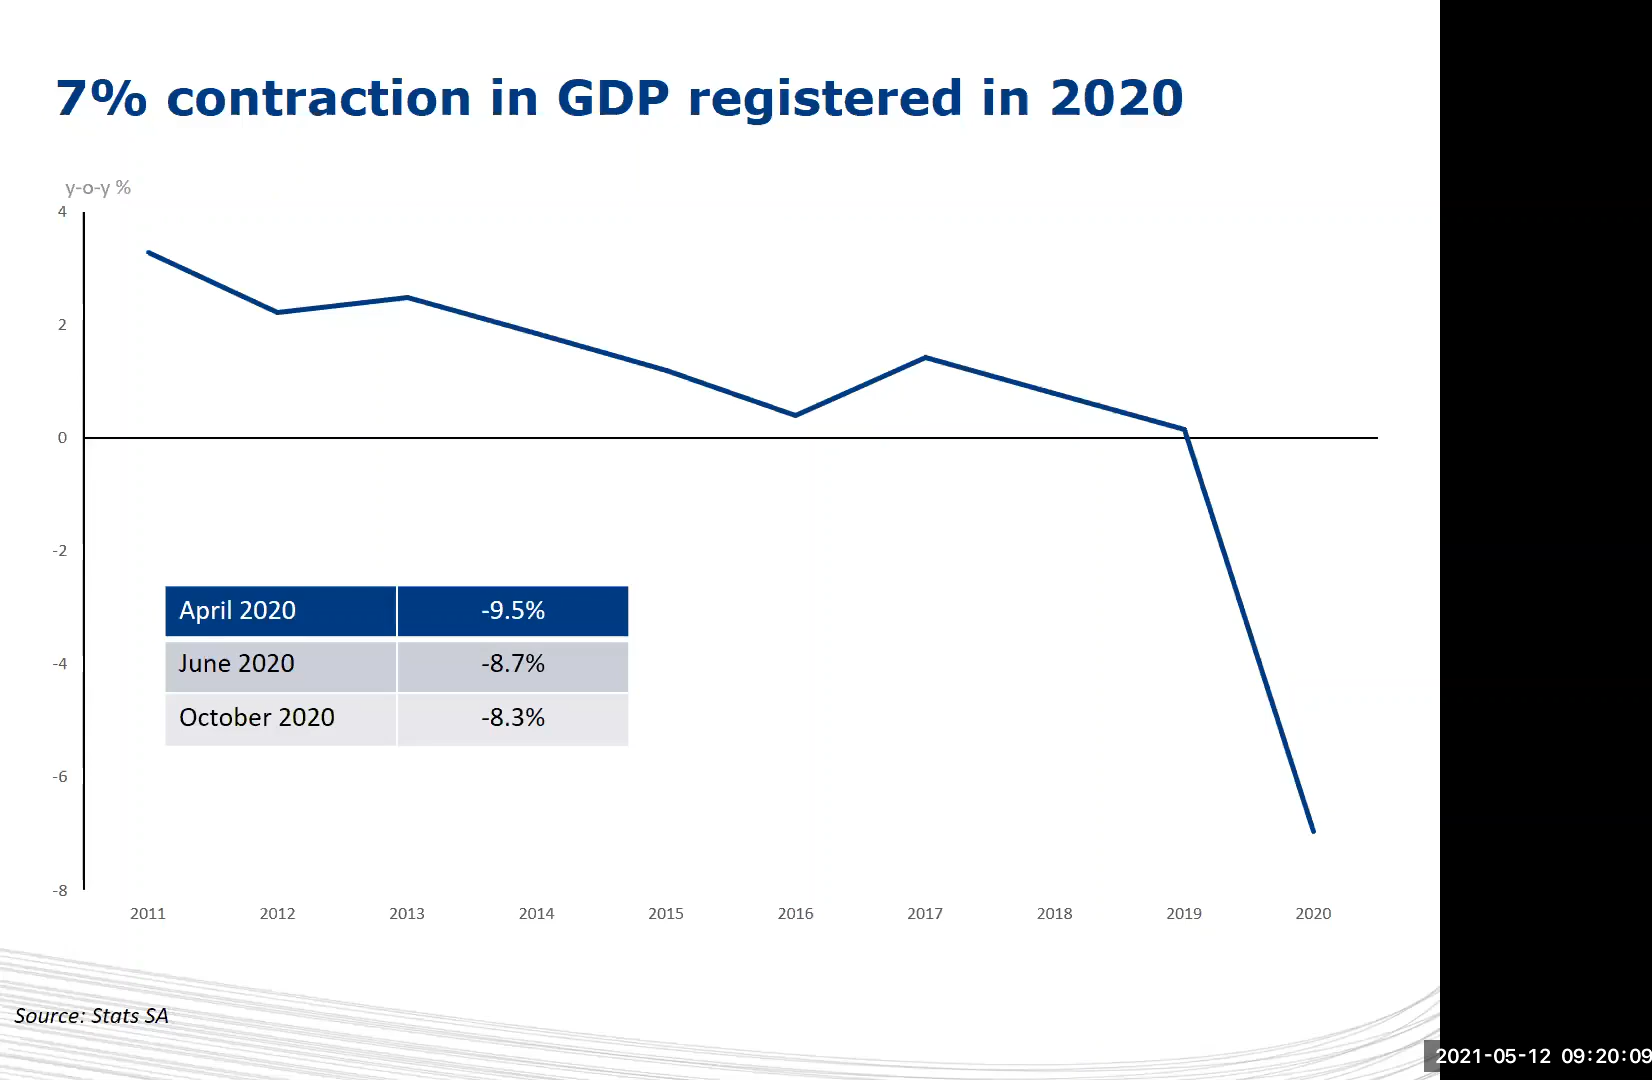 7% contraction in GDP registered in 2020
y-o-y %
4
2
0
-2
-4
-6
-8
April 2020 -9.5%
June 2020 -8.7%
October 2020 -8.3%
2011 2012 2013 2014 2015 2016 2017 2018 2019 2020
Source: Stats SA
2021-05-12 09:20:09